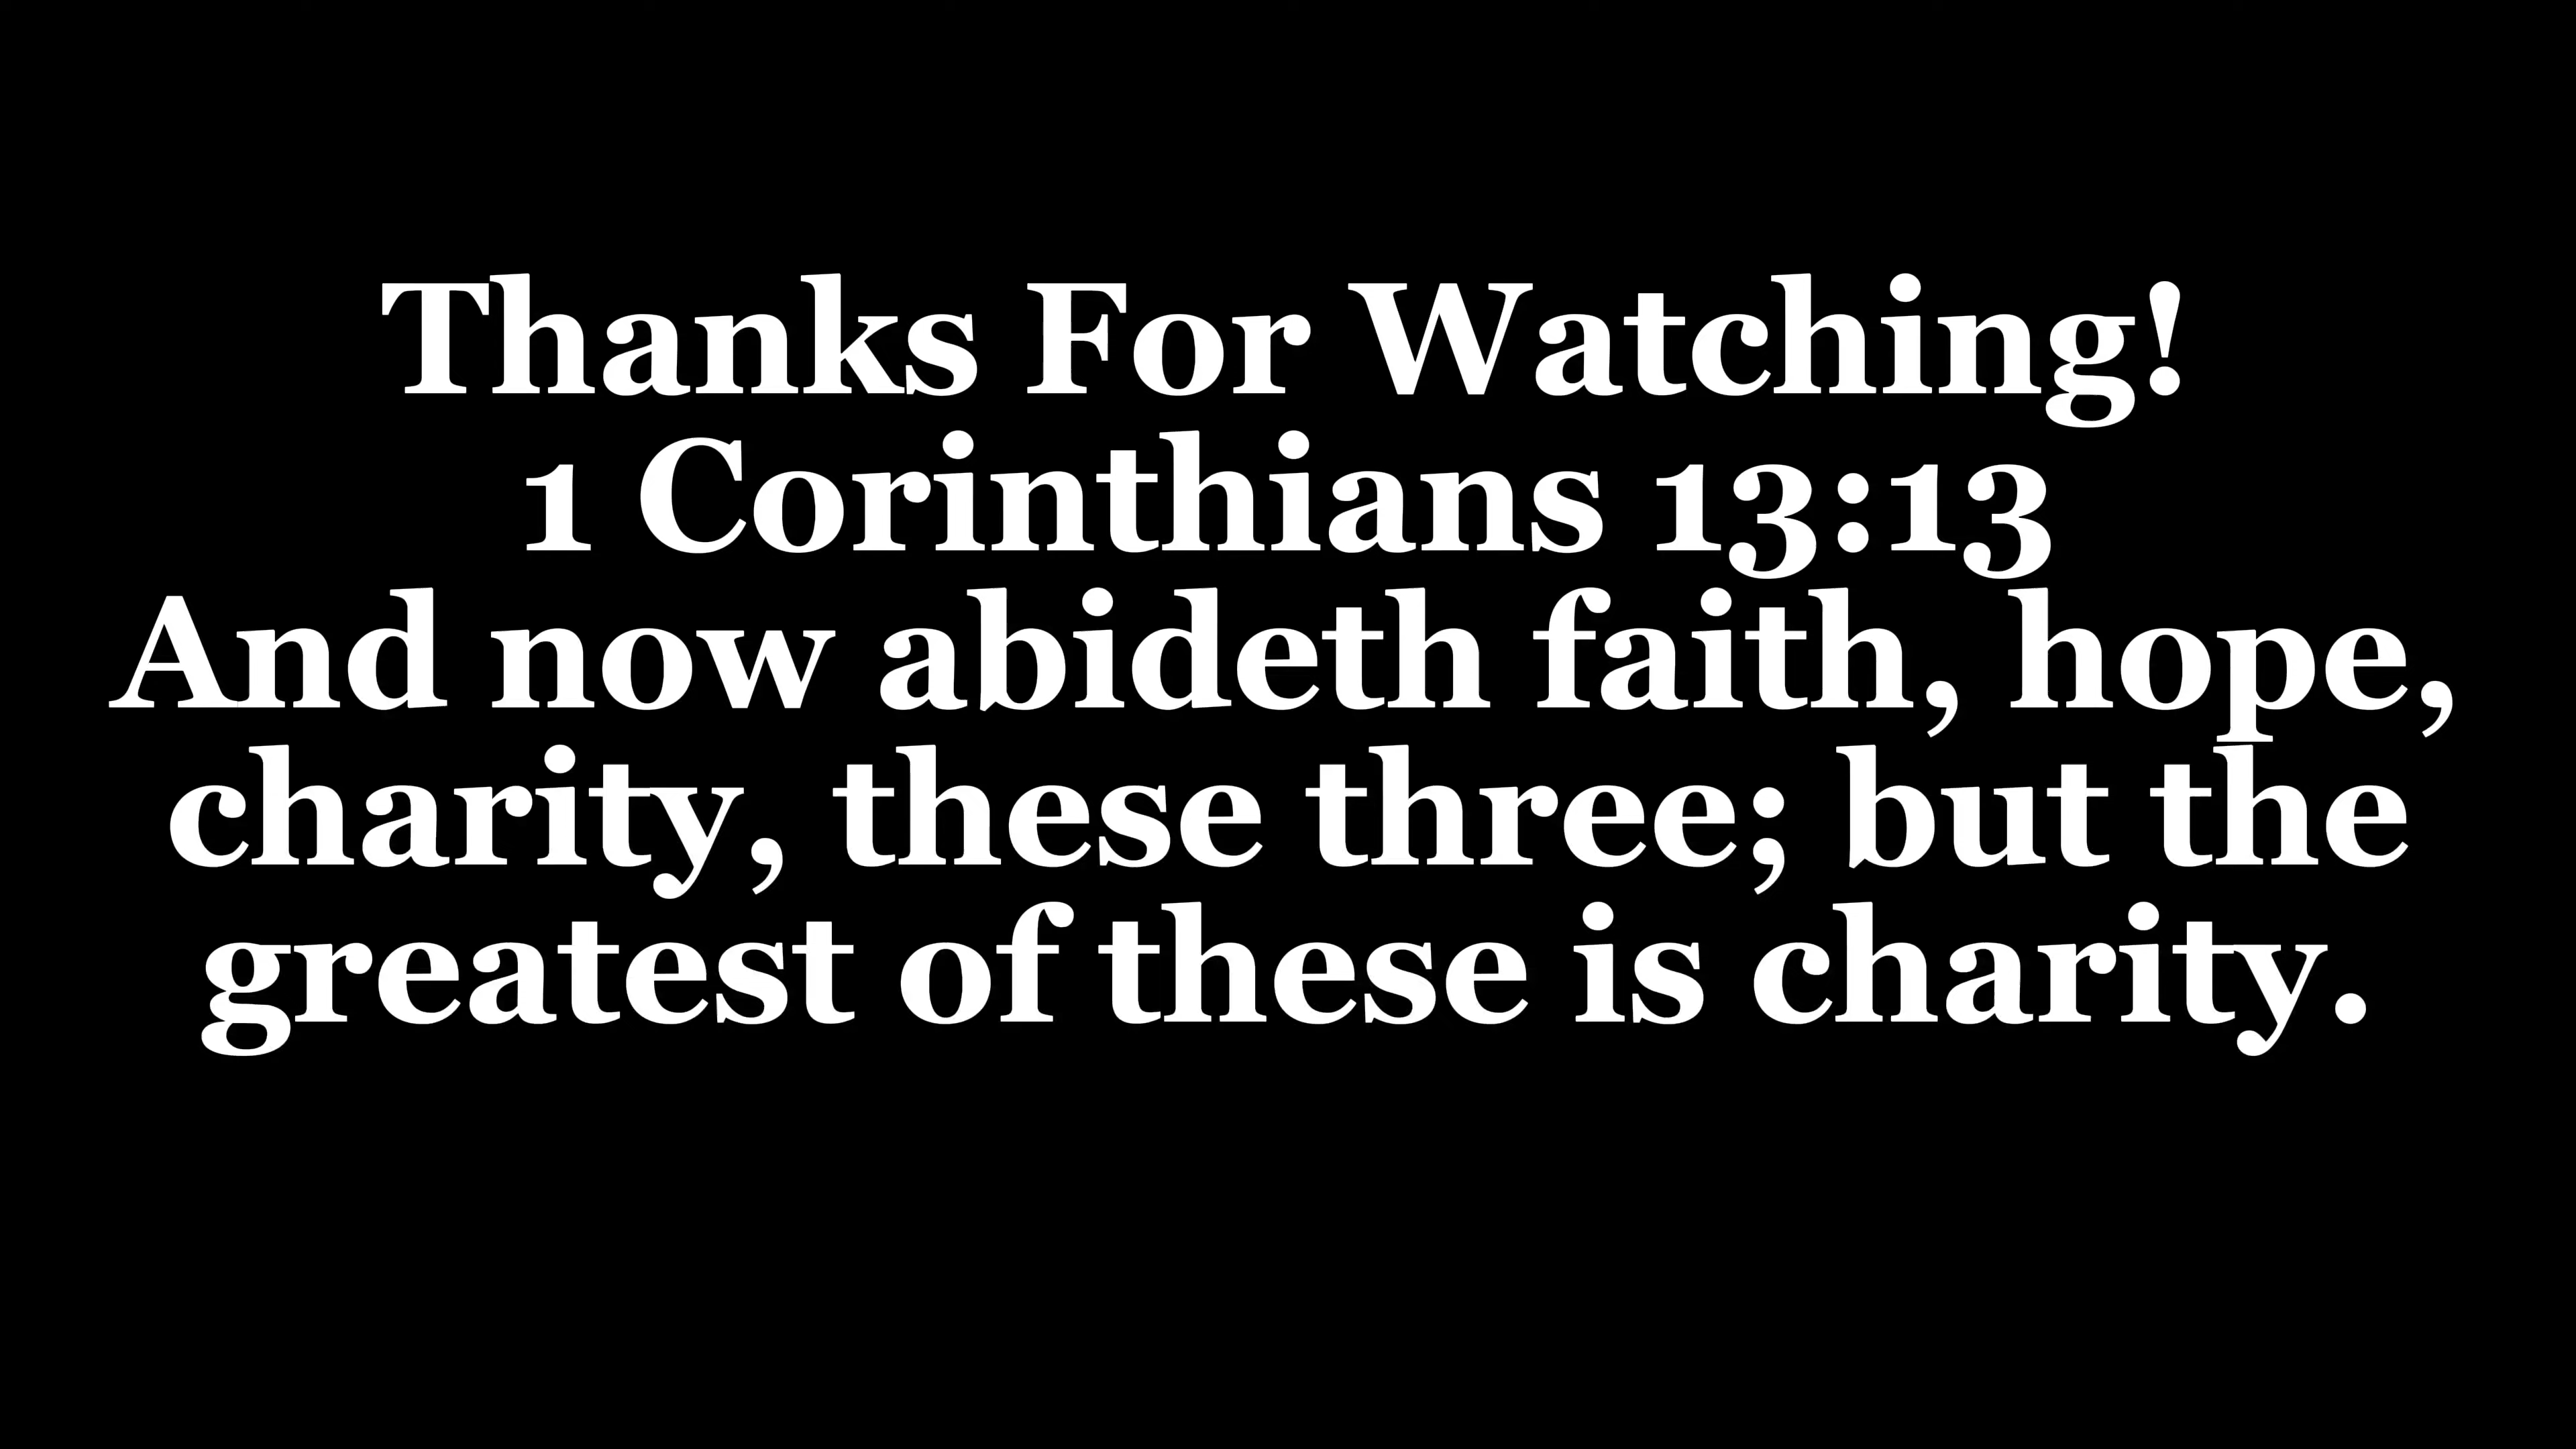 Thanks For Watching!
1 Corinthians 13:13
And now abideth faith, hope,
charity, these three; but the
greatest of these is charity.